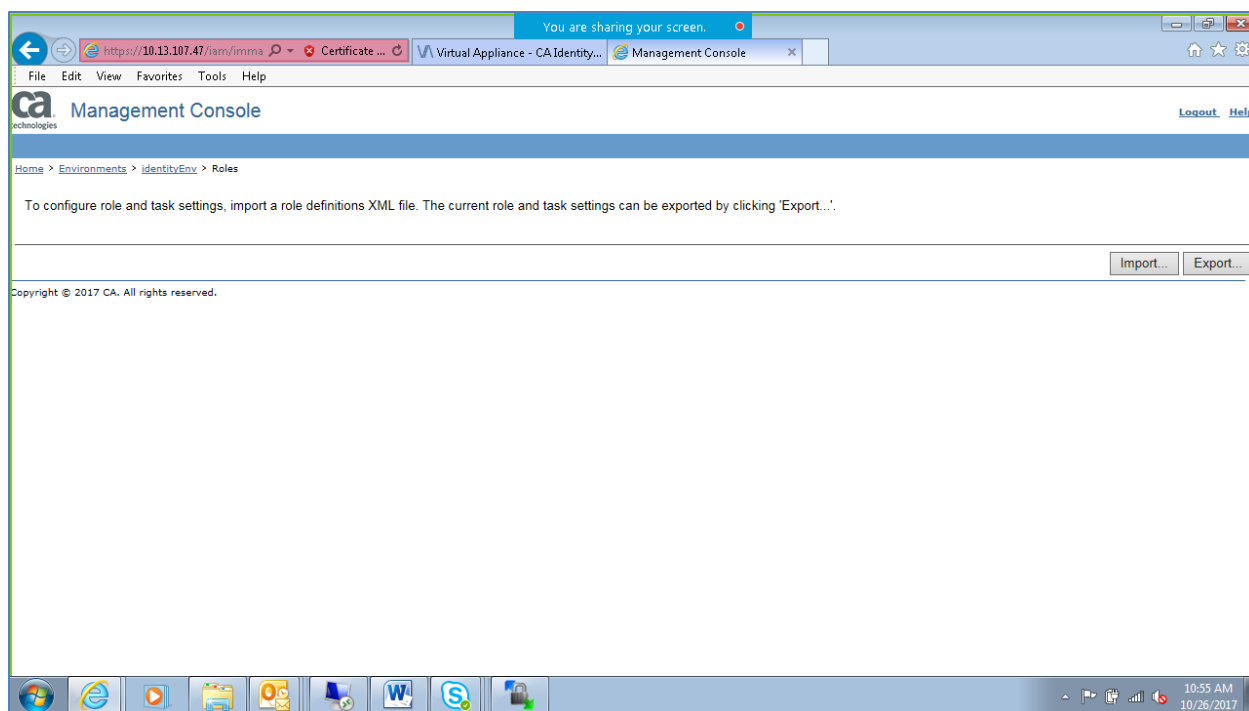 You are sharing your screen.
https://10.13.107.47/iam/imma
Certificate ...
Virtual Appliance - CA Identity...
Management Console
File Edit View Favorites Tools Help
ca
technologies
Management Console
Logout Help
Home > Environments > identityEnv > Roles
To configure role and task settings, import a role definitions XML file. The current role and task settings can be exported by clicking 'Export...'.
Import... Export...
Copyright © 2017 CA. All rights reserved.
10:55 AM
10/26/2017